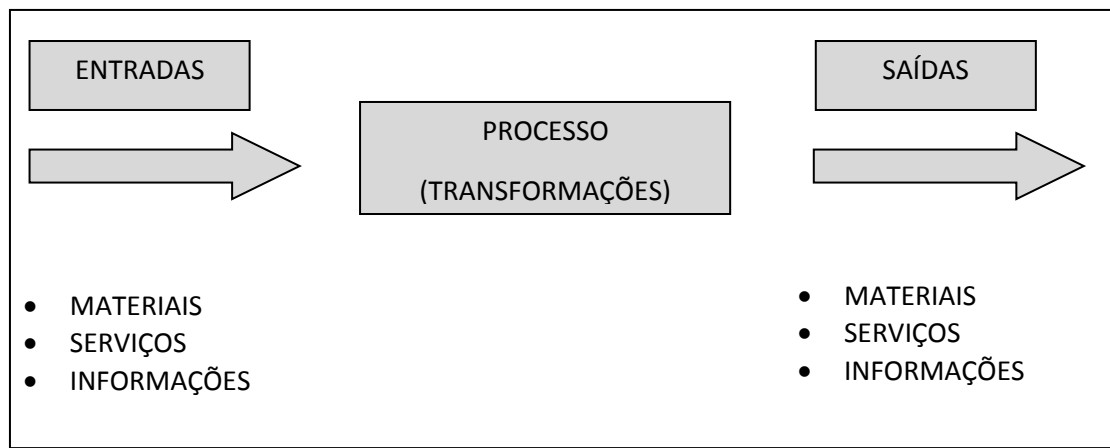 ENTRADAS
SAÍDAS
PROCESSO
(TRANSFORMAÇÕES)
• MATERIAIS
• SERVIÇOS
• INFORMAÇÕES
• MATERIAIS
• SERVIÇOS
• INFORMAÇÕES